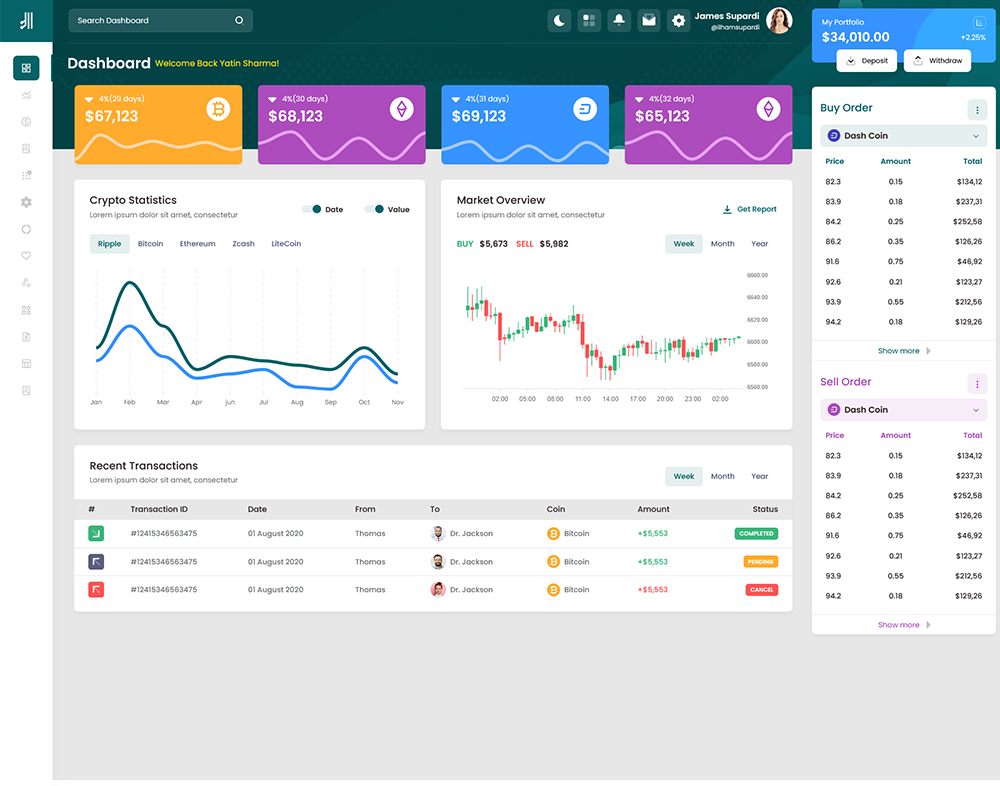 Search Dashboard
James Supardi
@ilhamsupardi
Dashboard Welcome Back Yatin Sharma!
My Portfolio
$34,010.00
+2.25%
Deposit
Withdraw
4%(29 days)
$67,123
4%(30 days)
$68,123
4%(31 days)
$69,123
4%(32 days)
$65,123
Crypto Statistics
Lorem ipsum dolor sit amet, consectetur
Date
Value
Ripple Bitcoin Ethereum Zcash LiteCoin
Jan Feb Mar Apr jun Jul Aug Sep Oct Nov
Market Overview
Lorem ipsum dolor sit amet, consectetur
Get Report
BUY $5,673 SELL $5,982
Week Month Year
6660.00
6640.00
6620.00
6600.00
6580.00
6560.00
02:00 05:00 08:00 11:00 14:00 17:00 20:00 23:00 02:00
Recent Transactions
Lorem ipsum dolor sit amet, consectetur
Week Month Year
# Transaction ID Date From To Coin Amount Status
#12415346563475 01 August 2020 Thomas Dr. Jackson Bitcoin +$5,553 COMPLETED
#12415346563475 01 August 2020 Thomas Dr. Jackson Bitcoin +$5,553 PENDING
#12415346563475 01 August 2020 Thomas Dr. Jackson Bitcoin +$5,553 CANCEL
Buy Order
Dash Coin
Price Amount Total
82.3 0.15 $134,12
83.9 0.18 $237,31
84.2 0.25 $252,58
86.2 0.35 $126,26
91.6 0.75 $46,92
92.6 0.21 $123,27
93.9 0.55 $212,56
94.2 0.18 $129,26
Show more
Sell Order
Dash Coin
Price Amount Total
82.3 0.15 $134,12
83.9 0.18 $237,31
84.2 0.25 $252,58
86.2 0.35 $126,26
91.6 0.75 $46,92
92.6 0.21 $123,27
93.9 0.55 $212,56
94.2 0.18 $129,26
Show more